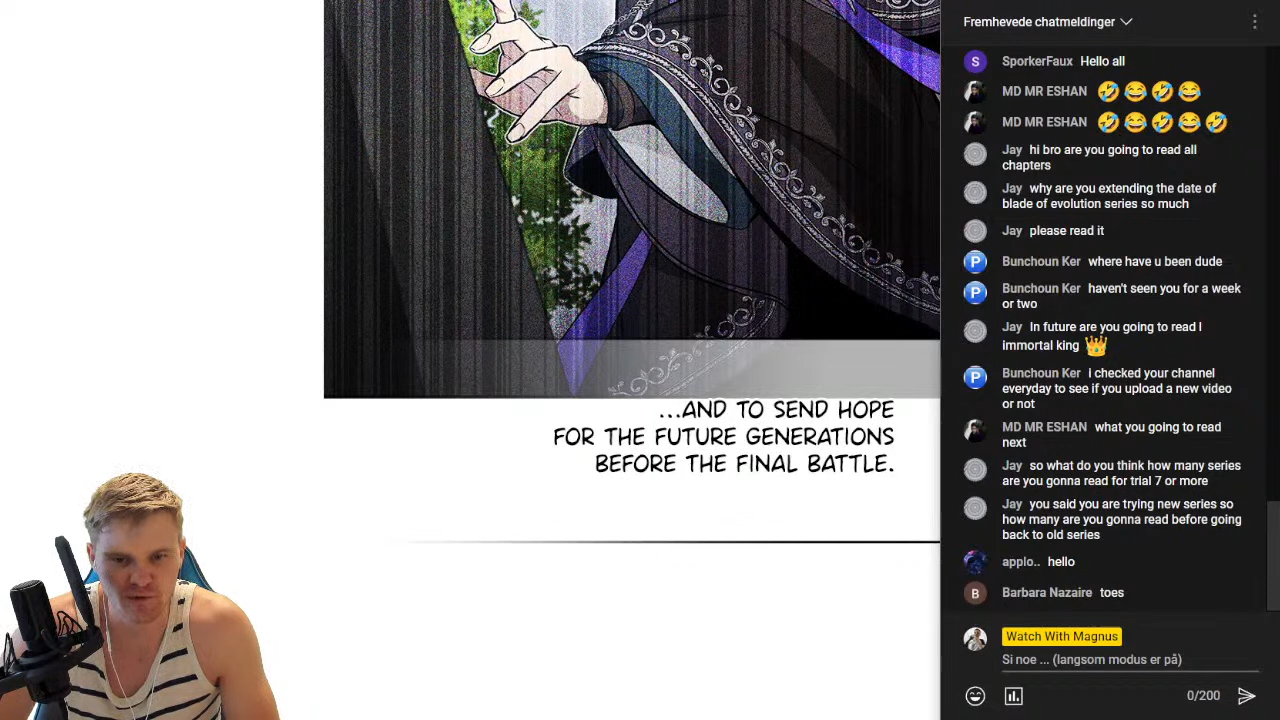 ...AND TO SEND HOPE
FOR THE FUTURE GENERATIONS
BEFORE THE FINAL BATTLE.
Fremhevede chatmeldinger
S SporkerFaux Hello all
MD MR ESHAN 🤣😂🤣😂
MD MR ESHAN 🤣😂🤣😂🤣
Jay hi bro are you going to read all
chapters
Jay why are you extending the date of
blade of evolution series so much
Jay please read it
P Bunchoun Ker where have u been dude
P Bunchoun Ker haven't seen you for a week
or two
Jay In future are you going to read I
immortal king 👑
P Bunchoun Ker I checked your channel
everyday to see if you upload a new video
or not
MD MR ESHAN what you going to read
next
Jay so what do you think how many series
are you gonna read for trial 7 or more
Jay you said you are trying new series so
how many are you gonna read before going
back to old series
applo.. hello
B Barbara Nazaire toes
Watch With Magnus
Si noe ... (langsom modus er på)
0/200